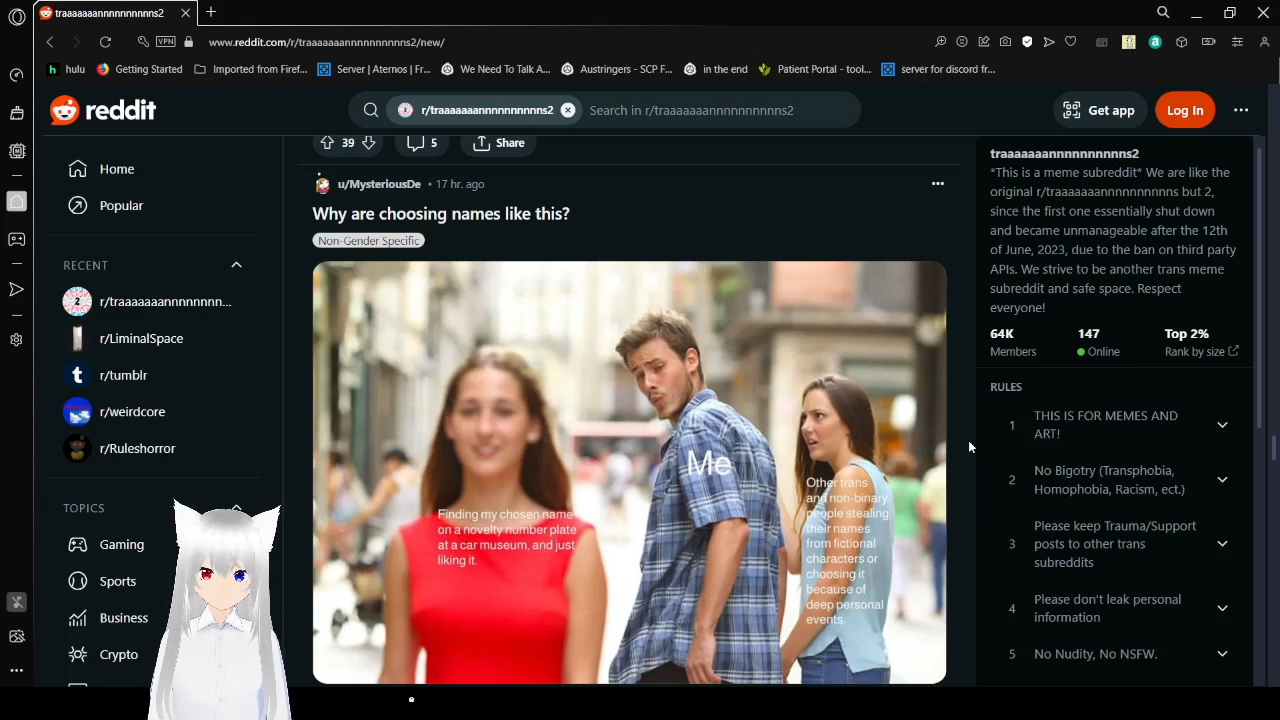 traaaaaaannnnnnnnnns2
VPN
www.reddit.com/r/traaaaaaannnnnnnnnns2/new/
hulu
Getting Started
Imported from Firef...
Server | Aternos | Fr...
We Need To Talk A...
Austringers - SCP F...
in the end
Patient Portal - tool...
server for discord fr...
reddit
r/traaaaaaannnnnnnnnns2
Search in r/traaaaaaannnnnnnnnns2
Get app
Log In
Home
Popular
RECENT
r/traaaaaaannnnnnn...
r/LiminalSpace
r/tumblr
r/weirdcore
r/Ruleshorror
TOPICS
Gaming
Sports
Business
Crypto
39
5
Share
u/MysteriousDe • 17 hr. ago
Why are choosing names like this?
Non-Gender Specific
Finding my chosen name
on a novelty number plate
at a car museum, and just
liking it.
Me
Other trans
and non-binary
people stealing
their names
from fictional
characters or
choosing it
because of
deep personal
events.
traaaaaaannnnnnnnnns2
*This is a meme subreddit* We are like the
original r/traaaaaaannnnnnnnnns but 2,
since the first one essentially shut down
and became unmanageable after the 12th
of June, 2023, due to the ban on third party
APIs. We strive to be another trans meme
subreddit and safe space. Respect
everyone!
64K
Members
147
Online
Top 2%
Rank by size
RULES
1
THIS IS FOR MEMES AND
ART!
2
No Bigotry (Transphobia,
Homophobia, Racism, ect.)
3
Please keep Trauma/Support
posts to other trans
subreddits
4
Please don't leak personal
information
5
No Nudity, No NSFW.